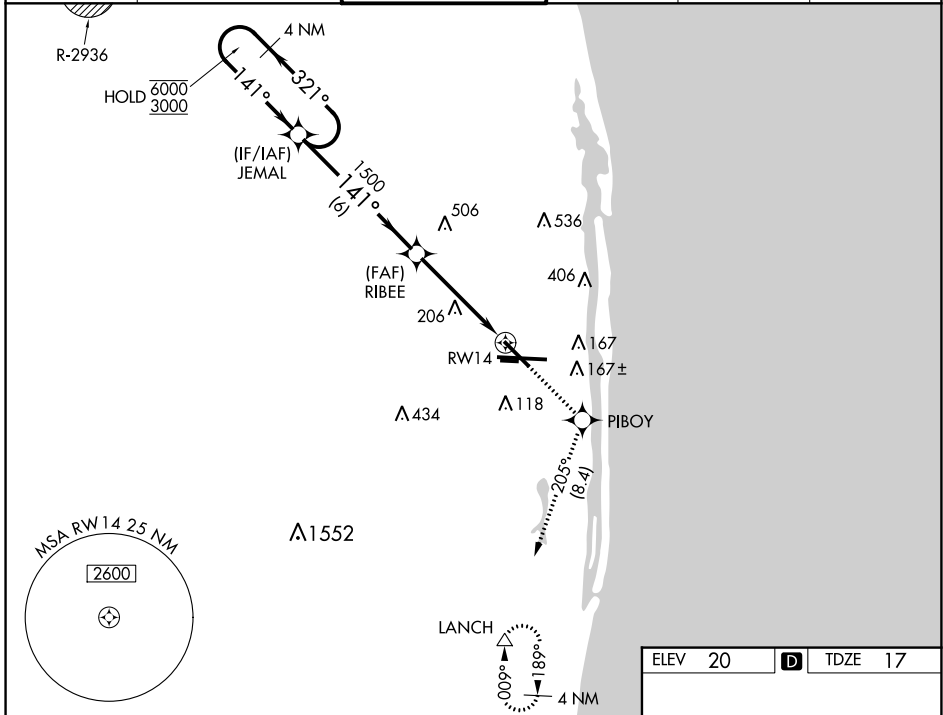 R-2936
4 NM
HOLD 6000
3000
141°
321°
(IF/IAF)
JEMAL
1500
141°
(6)
506
536
(FAF)
RIBEE
406
206
RW14
167
167±
434
118
PIBOY
205°
(8.4)
1552
MSA RW14 25 NM
2600
LANCH
009°
189°
4 NM
ELEV 20 D TDZE 17